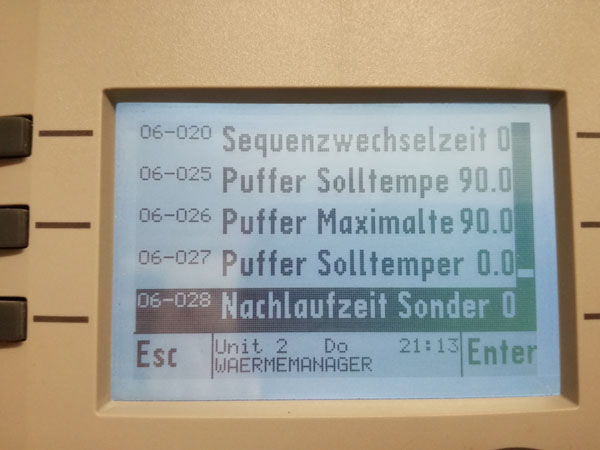 06-020 Sequenzwechselzeit 0
06-025 Puffer Solltempe 90.0
06-026 Puffer Maximalte 90.0
06-027 Puffer Solltemper 0.0
06-028 Nachlaufzeit Sonder 0
Esc Unit 2 Do 21:13 Enter
WAERMEMANAGER